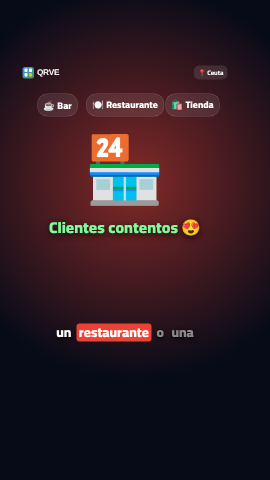 QRVE
Ceuta
Bar
Restaurante
Tienda
24
Clientes contentos
un restaurante o una